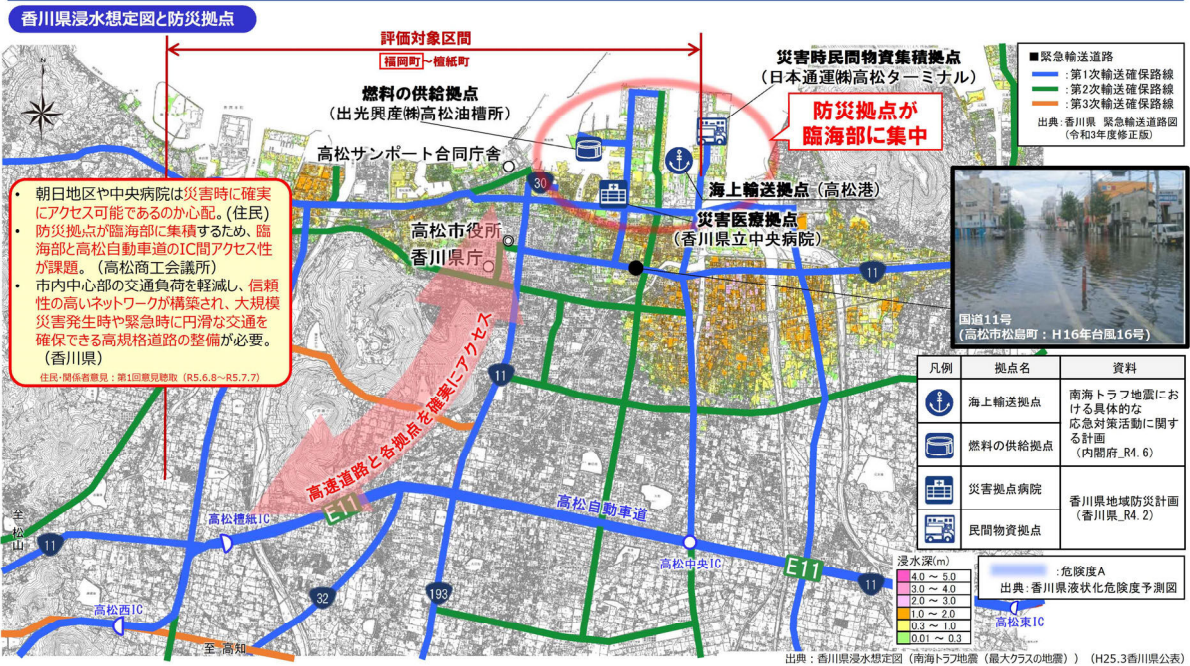 香川県浸水想定図と防災拠点
評価対象区間
福岡町～檀紙町
燃料の供給拠点
(出光興産㈱高松油槽所)
災害時民間物資集積拠点
(日本通運㈱高松ターミナル)
防災拠点が
臨海部に集中
■緊急輸送道路
:第1次輸送確保路線
:第2次輸送確保路線
:第3次輸送確保路線
出典:香川県 緊急輸送道路図
(令和3年度修正版)
高松サンポート合同庁舎
30
海上輸送拠点(高松港)
災害医療拠点
(香川県立中央病院)
高松市役所
香川県庁
11
・ 朝日地区や中央病院は災害時に確実
にアクセス可能であるのか心配。(住民)
・ 防災拠点が臨海部に集積するため、臨
海部と高松自動車道のIC間アクセス性
が課題。(高松商工会議所)
・ 市内中心部の交通負荷を軽減し、信頼
性の高いネットワークが構築され、大規模
災害発生時や緊急時に円滑な交通を
確保できる高規格道路の整備が必要。
(香川県)
住民・関係者意見:第1回意見聴取(R5.6.8～R5.7.7)
国道11号
(高松市松島町:H16年台風16号)
11
高速道路と各拠点を確実にアクセス
凡例 拠点名 資料
海上輸送拠点
燃料の供給拠点
南海トラフ地震にお
ける具体的な
応急対策活動に関す
る計画
(内閣府_R4.6)
災害拠点病院
民間物資拠点
香川県地域防災計画
(香川県_R4.2)
至 松山
11
高松檀紙IC
E11
高松自動車道
高松中央IC
E11
11
高松東IC
高松西IC
32
193
至 高知
浸水深(m)
4.0 ～ 5.0
3.0 ～ 4.0
2.0 ～ 3.0
1.0 ～ 2.0
0.3 ～ 1.0
0.01 ～ 0.3
:危険度A
出典:香川県液状化危険度予測図
出典:香川県浸水想定図(南海トラフ地震(最大クラスの地震))(H25.3香川県公表)